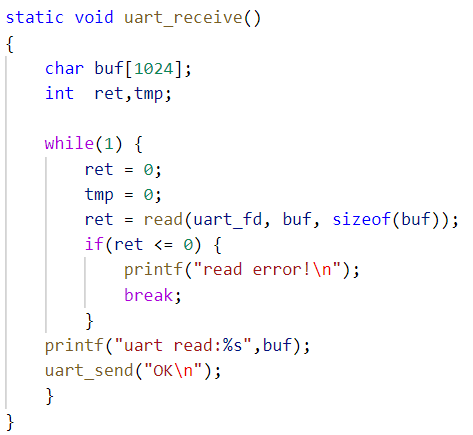 static void uart_receive()
{
    char buf[1024];
    int  ret,tmp;

    while(1) {
        ret = 0;
        tmp = 0;
        ret = read(uart_fd, buf, sizeof(buf));
        if(ret <= 0) {
            printf("read error!\n");
            break;
        }
    printf("uart read:%s",buf);
    uart_send("OK\n");
    }
}